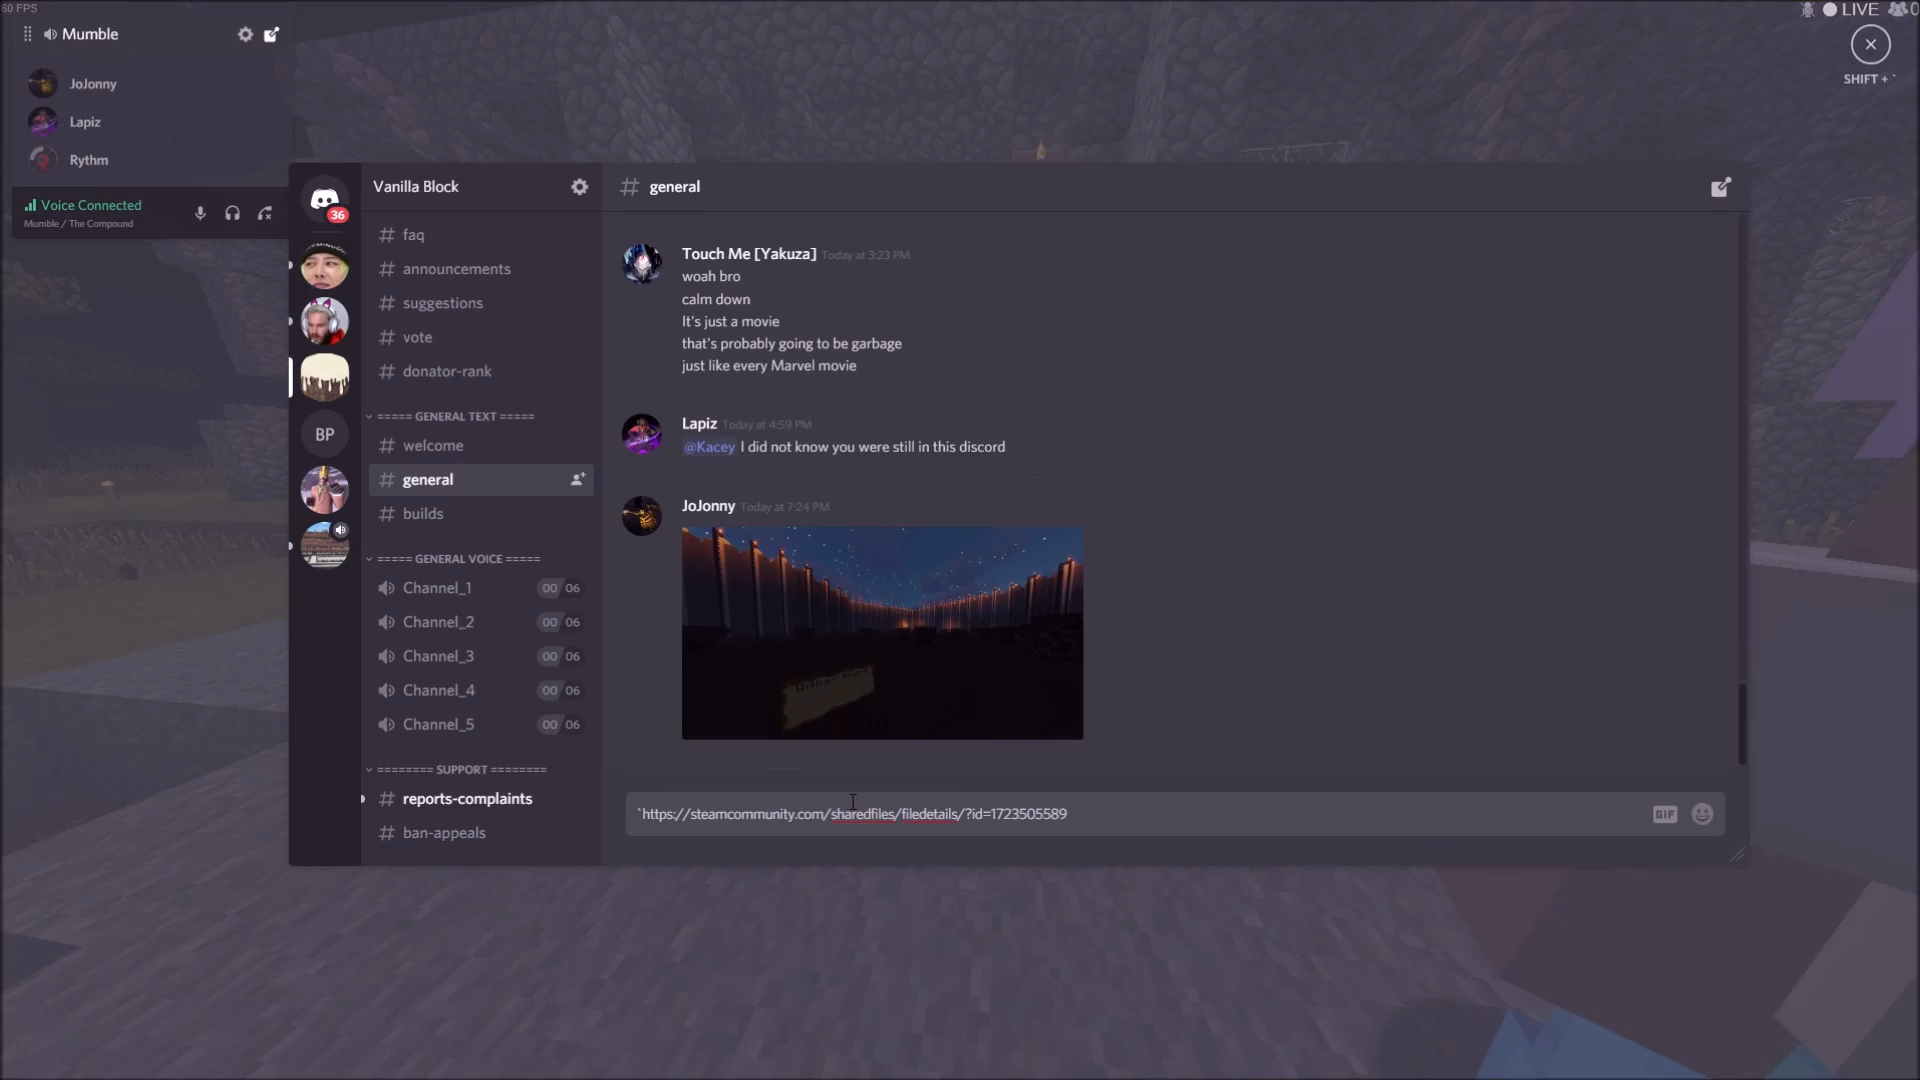 60 FPS
LIVE 0
SHIFT + `
Mumble
JoJonny
Lapiz
Rythm
Voice Connected
Mumble / The Compound
36
BP
Vanilla Block
faq
announcements
suggestions
vote
donator-rank
===== GENERAL TEXT =====
welcome
general
builds
===== GENERAL VOICE =====
Channel_1 00 06
Channel_2 00 06
Channel_3 00 06
Channel_4 00 06
Channel_5 00 06
======== SUPPORT ========
reports-complaints
ban-appeals
# general
Touch Me [Yakuza] Today at 3:23 PM
woah bro
calm down
It's just a movie
that's probably going to be garbage
just like every Marvel movie
Lapiz Today at 4:59 PM
@Kacey I did not know you were still in this discord
JoJonny Today at 7:24 PM
Wither
`https://steamcommunity.com/sharedfiles/filedetails/?id=1723505589
GIF